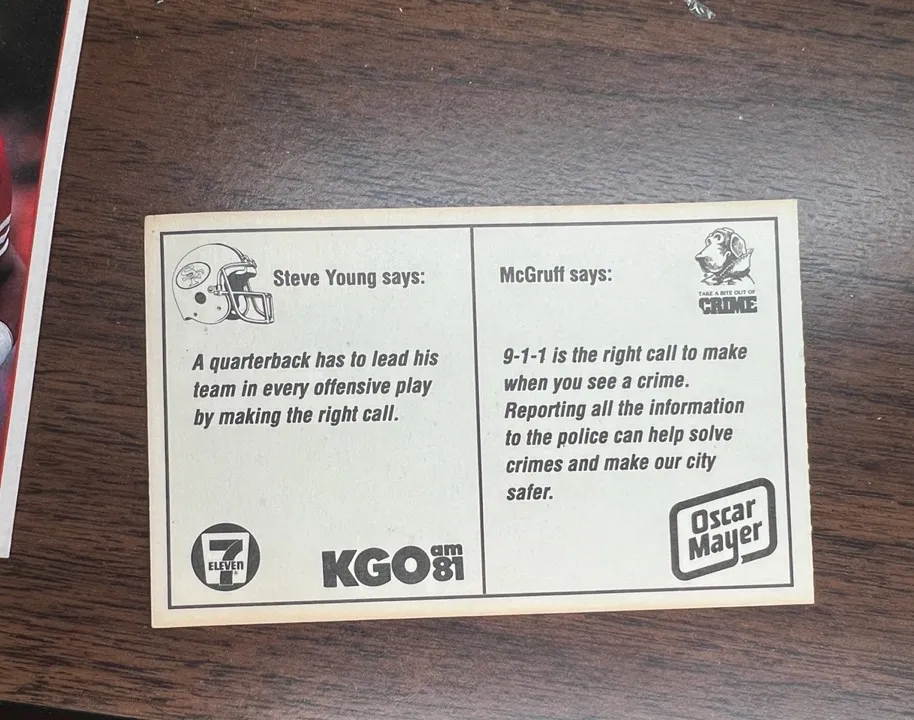 Steve Young says:
A quarterback has to lead his
team in every offensive play
by making the right call.
7
ELEVEN
KGO am
81
McGruff says:
TAKE A BITE OUT OF
CRIME
9-1-1 is the right call to make
when you see a crime.
Reporting all the information
to the police can help solve
crimes and make our city
safer.
Oscar
Mayer